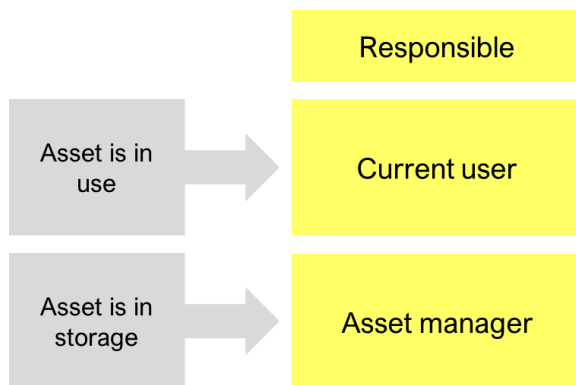 Responsible
Asset is in
use
Current user
Asset is in
storage
Asset manager